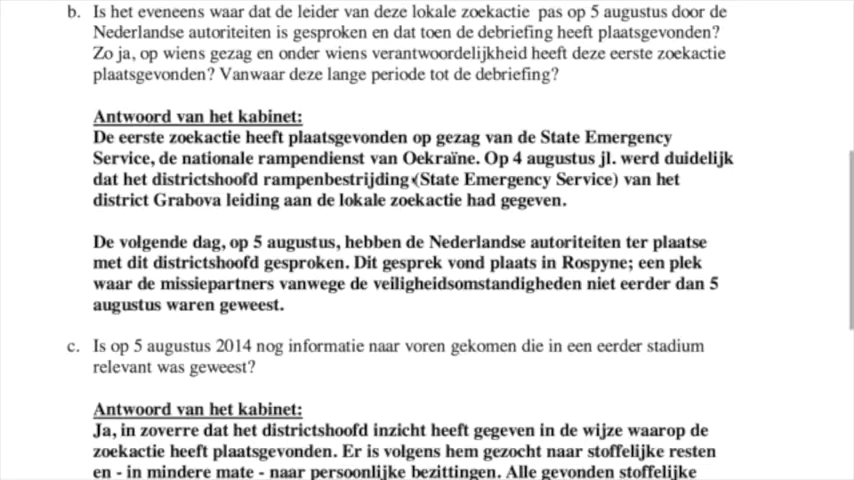 b. Is het eveneens waar dat de leider van deze lokale zoekactie pas op 5 augustus door de
Nederlandse autoriteiten is gesproken en dat toen de debriefing heeft plaatsgevonden?
Zo ja, op wiens gezag en onder wiens verantwoordelijkheid heeft deze eerste zoekactie
plaatsgevonden? Vanwaar deze lange periode tot de debriefing?
Antwoord van het kabinet:
De eerste zoekactie heeft plaatsgevonden op gezag van de State Emergency
Service, de nationale rampendienst van Oekraïne. Op 4 augustus jl. werd duidelijk
dat het districtshoofd rampenbestrijding (State Emergency Service) van het
district Grabova leiding aan de lokale zoekactie had gegeven.
De volgende dag, op 5 augustus, hebben de Nederlandse autoriteiten ter plaatse
met dit districtshoofd gesproken. Dit gesprek vond plaats in Rospyne; een plek
waar de missiepartners vanwege de veiligheidsomstandigheden niet eerder dan 5
augustus waren geweest.
c. Is op 5 augustus 2014 nog informatie naar voren gekomen die in een eerder stadium
relevant was geweest?
Antwoord van het kabinet:
Ja, in zoverre dat het districtshoofd inzicht heeft gegeven in de wijze waarop de
zoekactie heeft plaatsgevonden. Er is volgens hem gezocht naar stoffelijke resten
en - in mindere mate - naar persoonlijke bezittingen. Alle gevonden stoffelijke